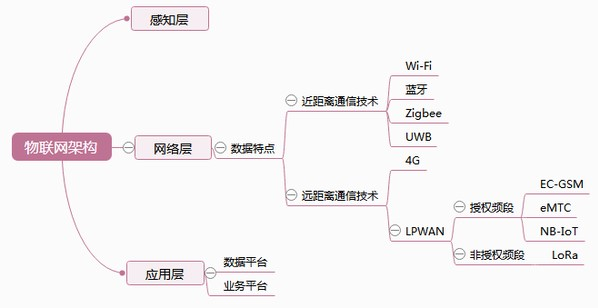 物联网架构
感知层
网络层
数据特点
近距离通信技术
Wi-Fi
蓝牙
Zigbee
UWB
远距离通信技术
4G
LPWAN
授权频段
EC-GSM
eMTC
NB-IoT
非授权频段
LoRa
应用层
数据平台
业务平台